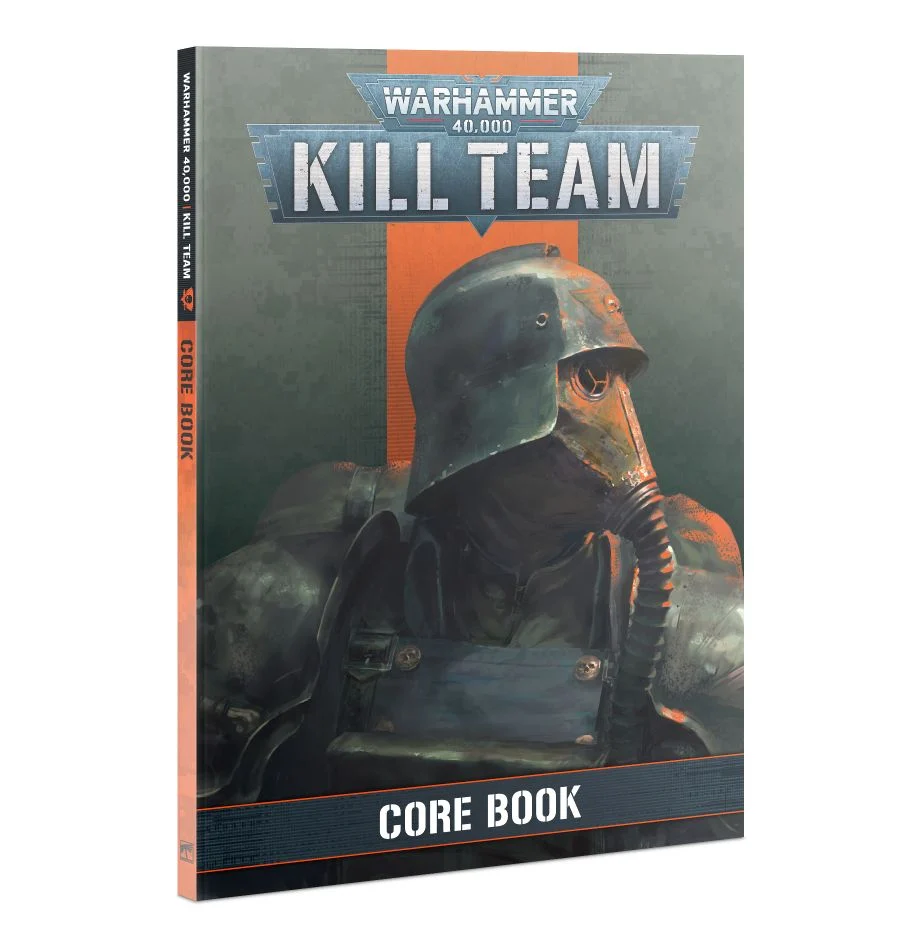 WARHAMMER
40,000
KILL TEAM
CORE BOOK
WARHAMMER 40,000 | KILL TEAM
CORE BOOK